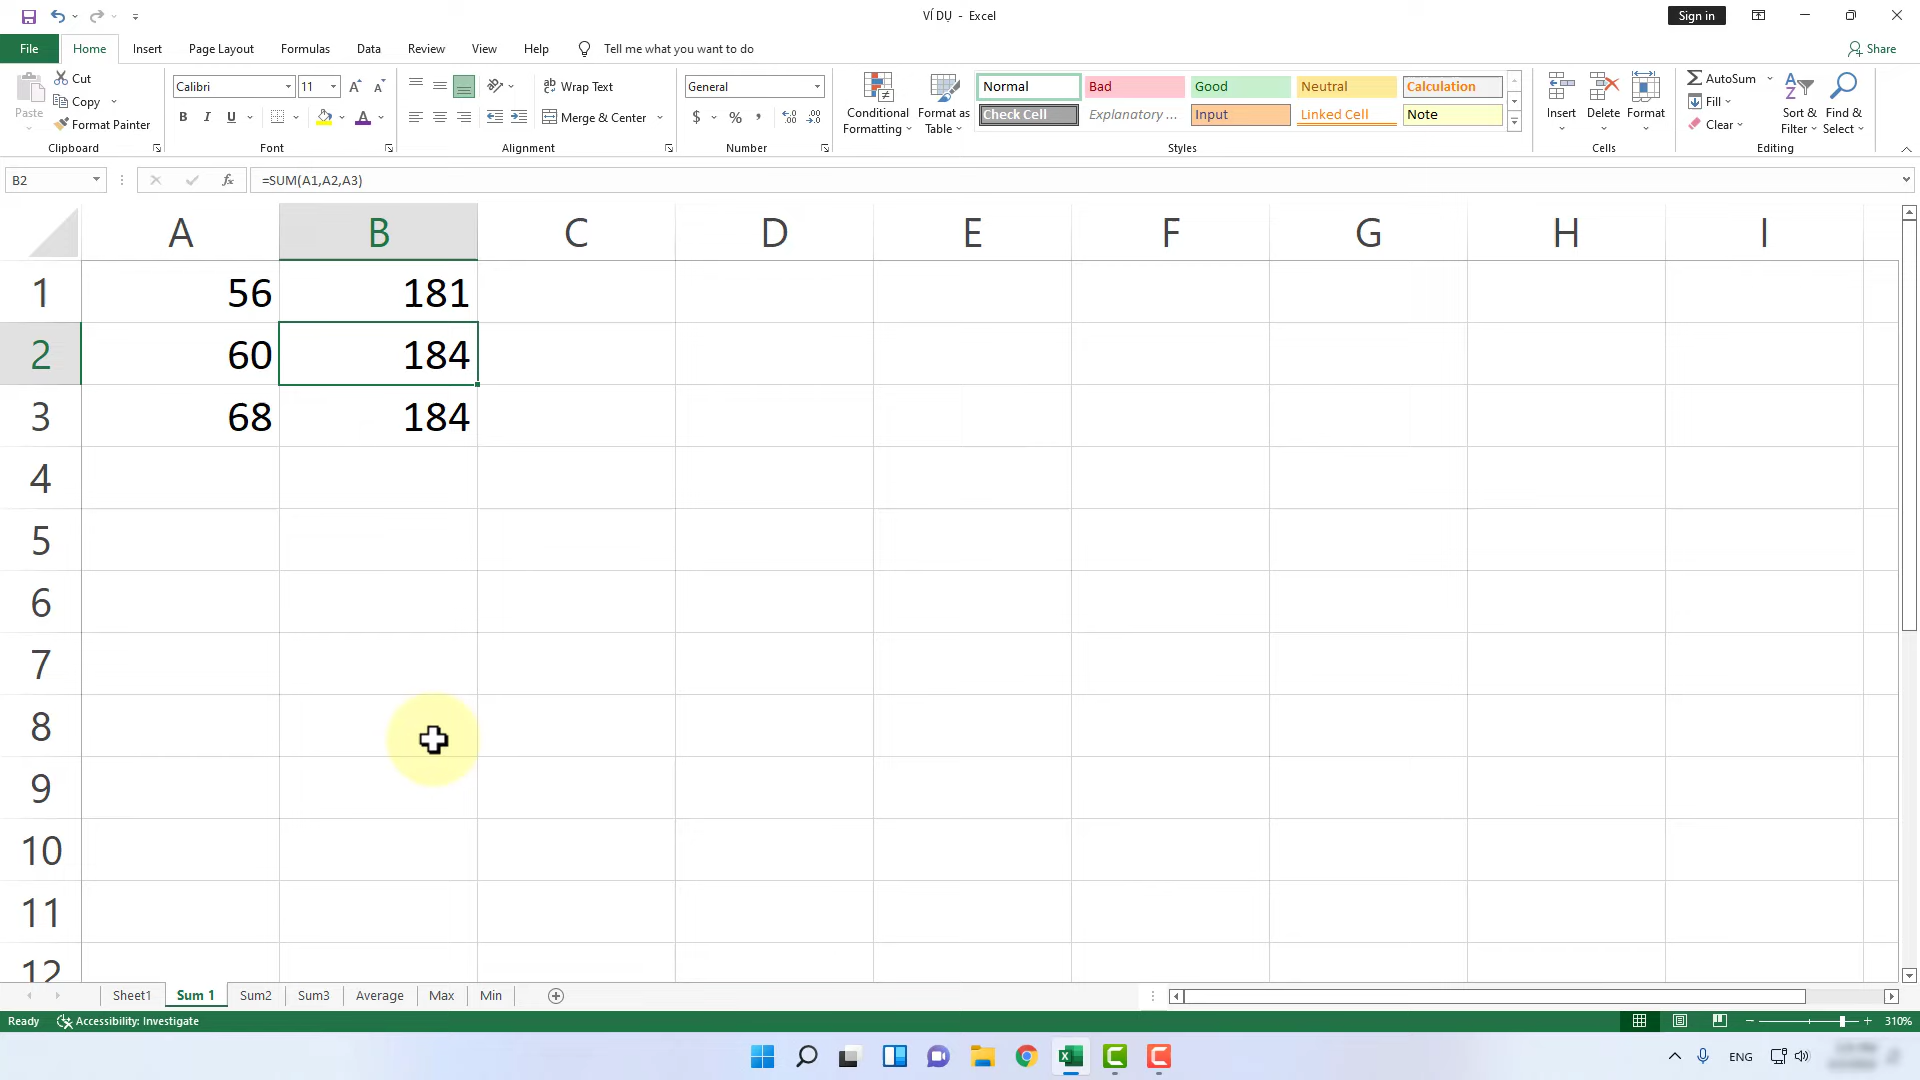 VÍ DỤ - Excel
Sign in
File Home Insert Page Layout Formulas Data Review View Help Tell me what you want to do Share
Paste
Cut
Copy
Format Painter
Clipboard
Calibri 11
B I U A
Font
Wrap Text
Merge & Center
Alignment
General
$ % ,
Number
Conditional Formatting
Format as Table
Normal Bad Good Neutral Calculation
Check Cell Explanatory ... Input Linked Cell Note
Styles
Insert Delete Format
Cells
AutoSum
Fill
Clear
Sort & Filter
Find & Select
Editing
B2 fx =SUM(A1,A2,A3)
A B C D E F G H I
1 56 181
2 60 184
3 68 184
4
5
6
7
8
9
10
11
12
Sheet1 Sum 1 Sum2 Sum3 Average Max Min
Ready Accessibility: Investigate 310%
ENG